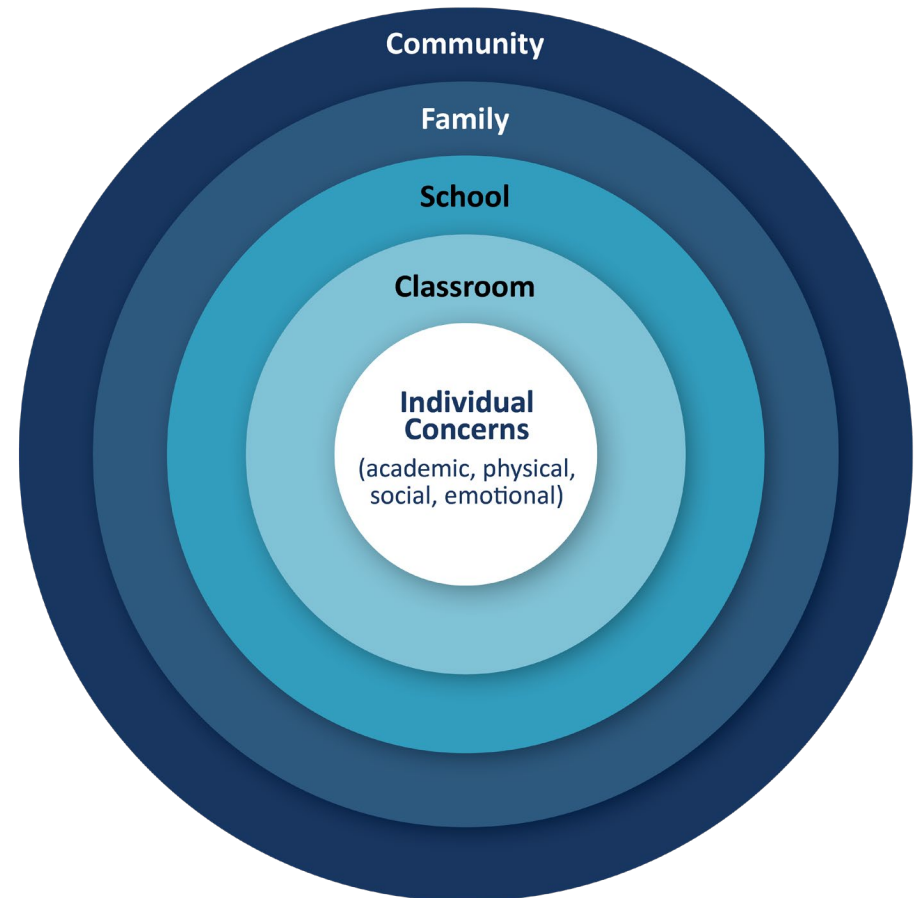 Community
Family
School
Classroom
Individual
Concerns
(academic, physical,
social, emotional)